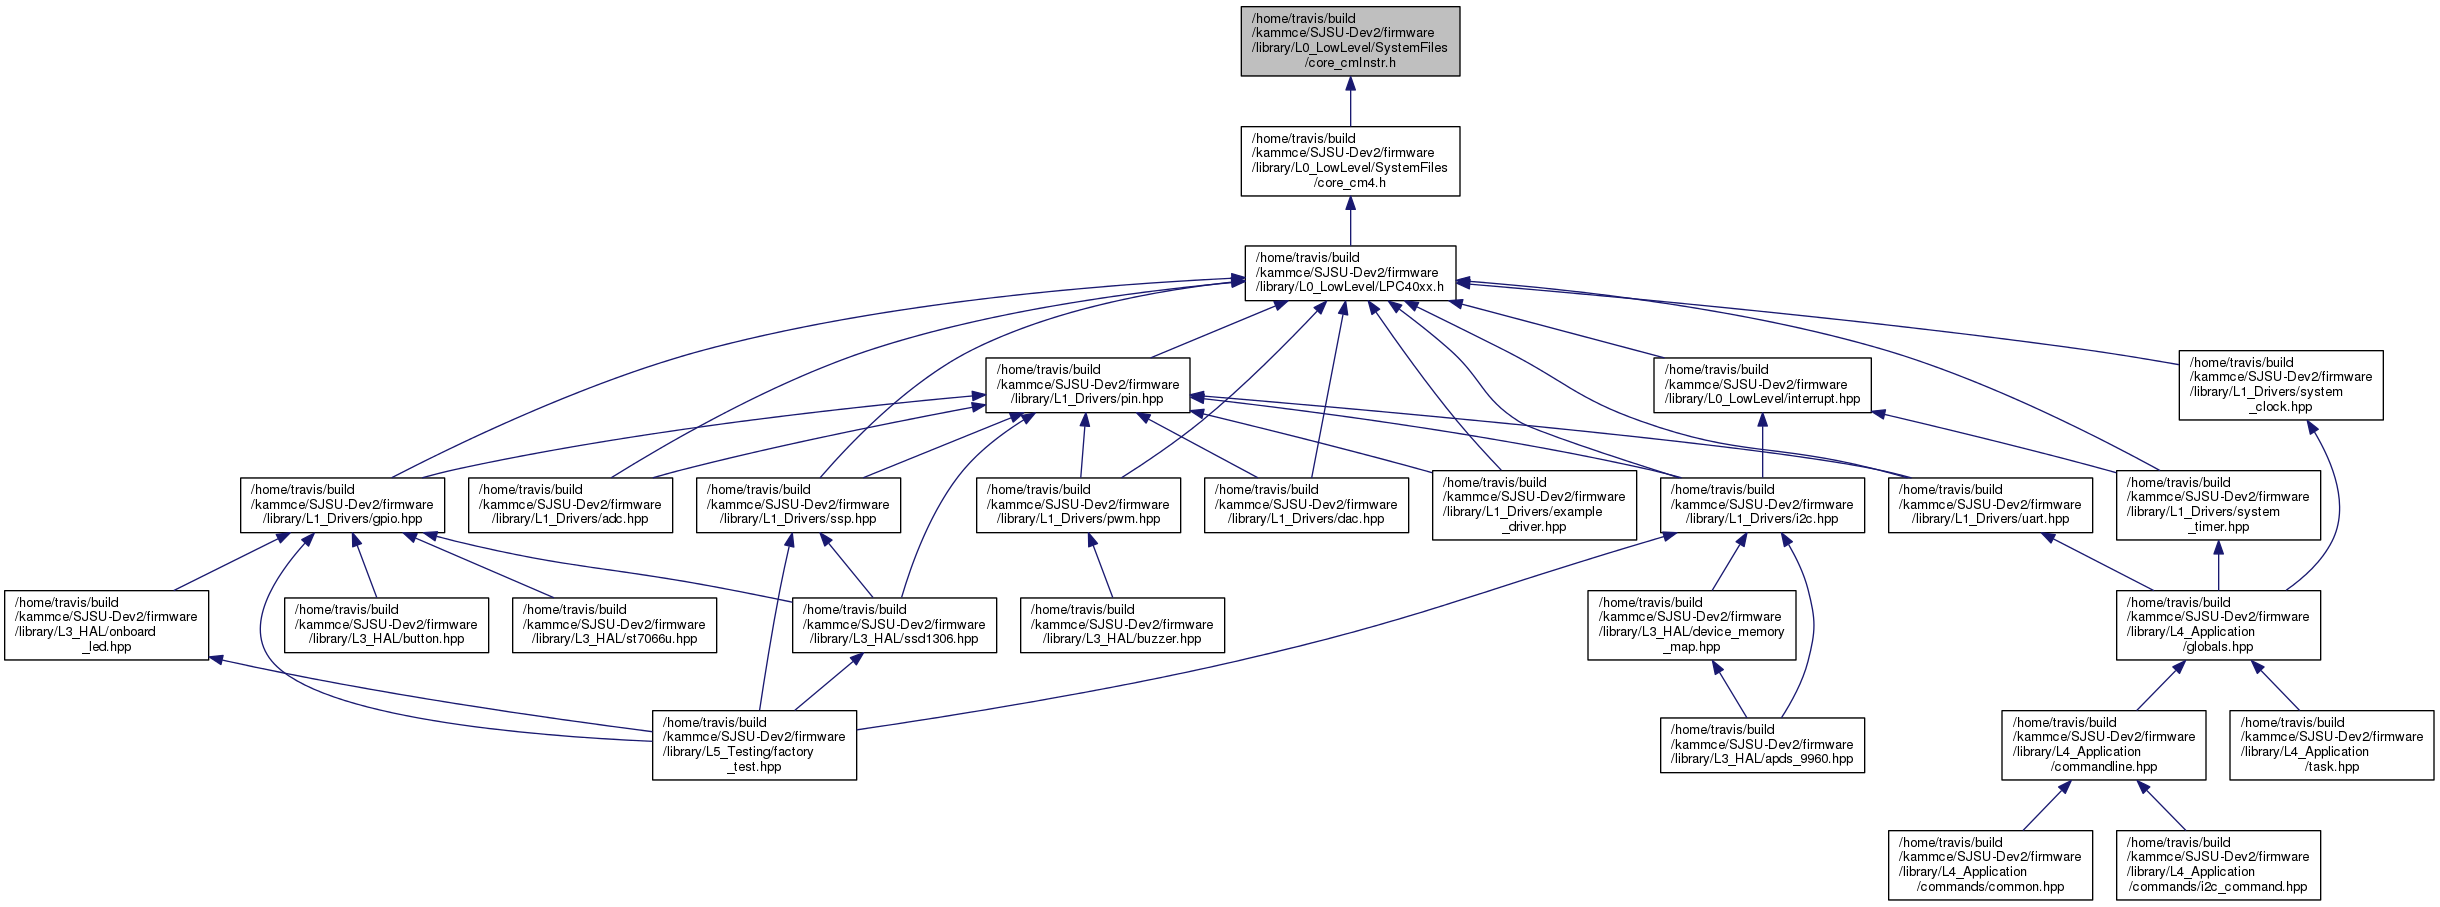 /home/travis/build
/kammce/SJSU-Dev2/firmware
/library/L0_LowLevel/SystemFiles
/core_cmInstr.h
/home/travis/build
/kammce/SJSU-Dev2/firmware
/library/L0_LowLevel/SystemFiles
/core_cm4.h
/home/travis/build
/kammce/SJSU-Dev2/firmware
/library/L0_LowLevel/LPC40xx.h
/home/travis/build
/kammce/SJSU-Dev2/firmware
/library/L1_Drivers/pin.hpp
/home/travis/build
/kammce/SJSU-Dev2/firmware
/library/L0_LowLevel/interrupt.hpp
/home/travis/build
/kammce/SJSU-Dev2/firmware
/library/L1_Drivers/system
_clock.hpp
/home/travis/build
/kammce/SJSU-Dev2/firmware
/library/L1_Drivers/gpio.hpp
/home/travis/build
/kammce/SJSU-Dev2/firmware
/library/L1_Drivers/adc.hpp
/home/travis/build
/kammce/SJSU-Dev2/firmware
/library/L1_Drivers/ssp.hpp
/home/travis/build
/kammce/SJSU-Dev2/firmware
/library/L1_Drivers/pwm.hpp
/home/travis/build
/kammce/SJSU-Dev2/firmware
/library/L1_Drivers/dac.hpp
/home/travis/build
/kammce/SJSU-Dev2/firmware
/library/L1_Drivers/example
_driver.hpp
/home/travis/build
/kammce/SJSU-Dev2/firmware
/library/L1_Drivers/i2c.hpp
/home/travis/build
/kammce/SJSU-Dev2/firmware
/library/L1_Drivers/uart.hpp
/home/travis/build
/kammce/SJSU-Dev2/firmware
/library/L1_Drivers/system
_timer.hpp
/home/travis/build
/kammce/SJSU-Dev2/firmware
/library/L3_HAL/onboard
_led.hpp
/home/travis/build
/kammce/SJSU-Dev2/firmware
/library/L3_HAL/button.hpp
/home/travis/build
/kammce/SJSU-Dev2/firmware
/library/L3_HAL/st7066u.hpp
/home/travis/build
/kammce/SJSU-Dev2/firmware
/library/L3_HAL/ssd1306.hpp
/home/travis/build
/kammce/SJSU-Dev2/firmware
/library/L3_HAL/buzzer.hpp
/home/travis/build
/kammce/SJSU-Dev2/firmware
/library/L3_HAL/device_memory
_map.hpp
/home/travis/build
/kammce/SJSU-Dev2/firmware
/library/L4_Application
/globals.hpp
/home/travis/build
/kammce/SJSU-Dev2/firmware
/library/L5_Testing/factory
_test.hpp
/home/travis/build
/kammce/SJSU-Dev2/firmware
/library/L3_HAL/apds_9960.hpp
/home/travis/build
/kammce/SJSU-Dev2/firmware
/library/L4_Application
/commandline.hpp
/home/travis/build
/kammce/SJSU-Dev2/firmware
/library/L4_Application
/task.hpp
/home/travis/build
/kammce/SJSU-Dev2/firmware
/library/L4_Application
/commands/common.hpp
/home/travis/build
/kammce/SJSU-Dev2/firmware
/library/L4_Application
/commands/i2c_command.hpp